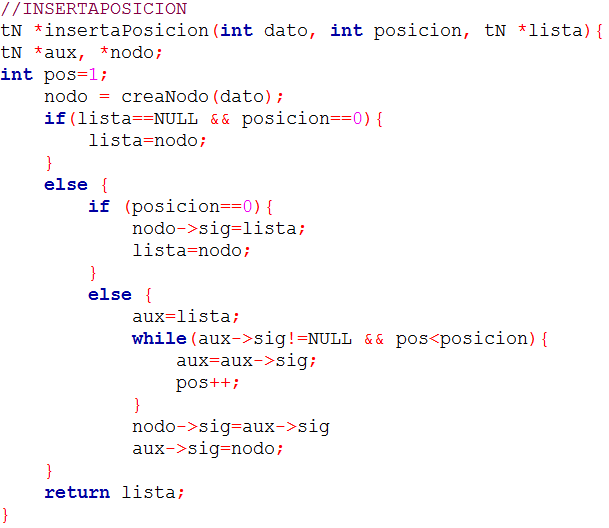 //INSERTAPOSICION
tN *insertaPosicion(int dato, int posicion, tN *lista){
tN *aux, *nodo;
int pos=1;
    nodo = creaNodo(dato);
    if(lista==NULL && posicion==0){
        lista=nodo;
    }
    else {
        if (posicion==0){
            nodo->sig=lista;
            lista=nodo;
        }
        else {
            aux=lista;
            while(aux->sig!=NULL && pos<posicion){
                aux=aux->sig;
                pos++;
            }
            nodo->sig=aux->sig
            aux->sig=nodo;
    }
    return lista;
}